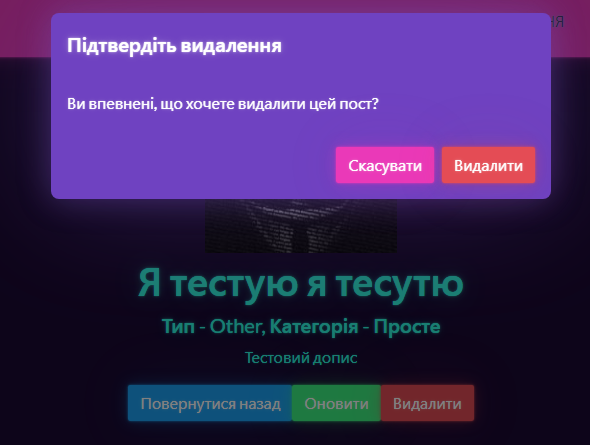 Підтвердіть видалення
Ви впевнені, що хочете видалити цей пост?
Скасувати Видалити
Я тестую я тесутю
Тип - Other, Категорія - Просте
Тестовий допис
Повернутися назад Оновити Видалити